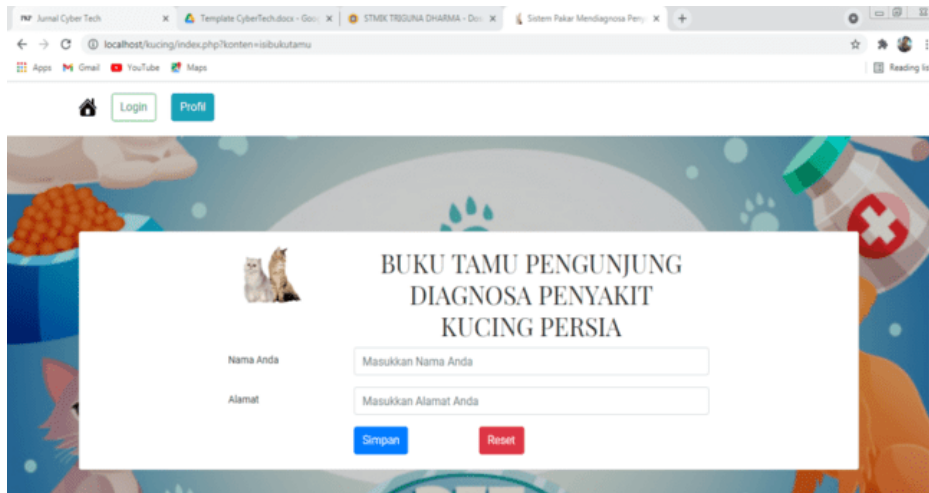 Jurnal Cyber Tech
Template CyberTech.docx - Goo
STMIK TRIGUNA DHARMA - Do
Sistem Pakar Mendiagnosa Peny
localhost/kucing/index.php?konten=isibukutamu
Apps Gmail YouTube Maps Reading lis
Login Profil
BUKU TAMU PENGUNJUNG
DIAGNOSA PENYAKIT
KUCING PERSIA
Nama Anda Masukkan Nama Anda
Alamat Masukkan Alamat Anda
Simpan Reset